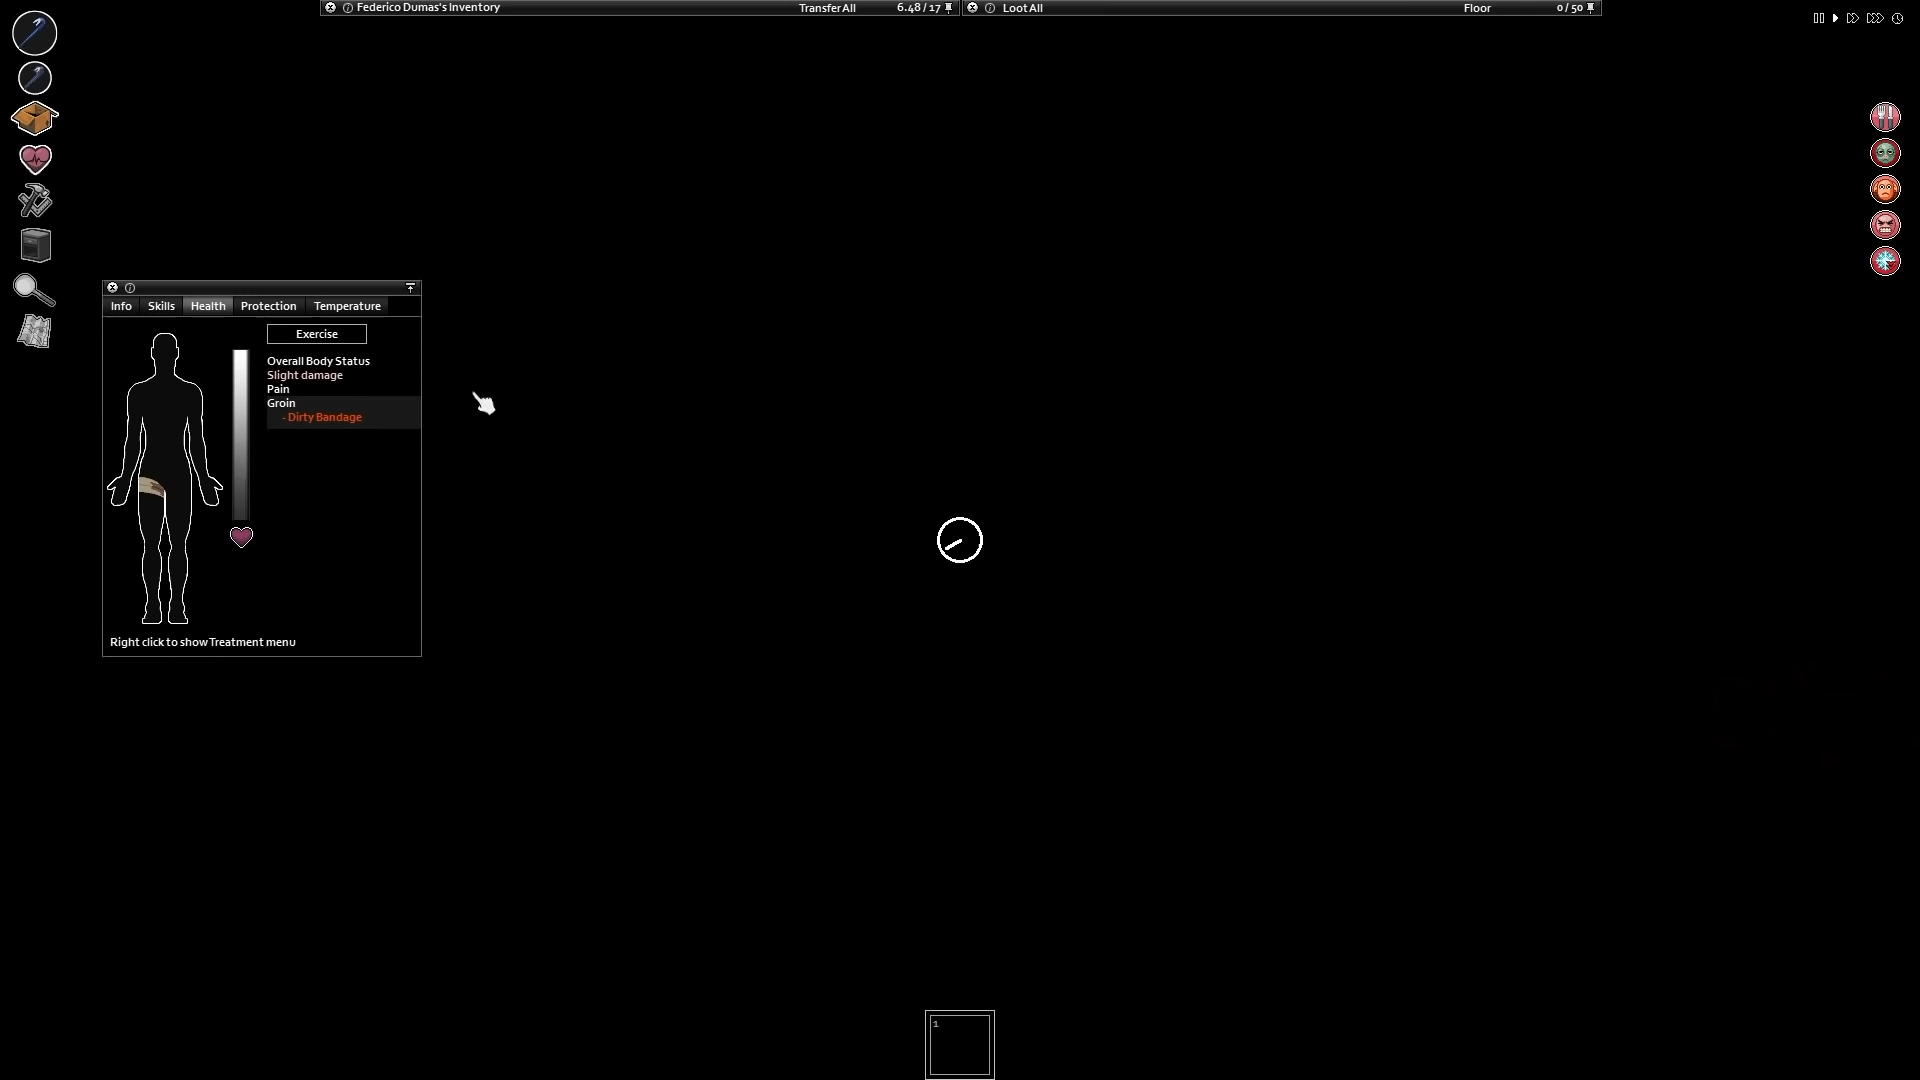 Federico Dumas's Inventory Transfer All 6.48 / 17
Loot All Floor 0 / 50
Info Skills Health Protection Temperature
Exercise
Overall Body Status
Slight damage
Pain
Groin
- Dirty Bandage
Right click to show Treatment menu
1